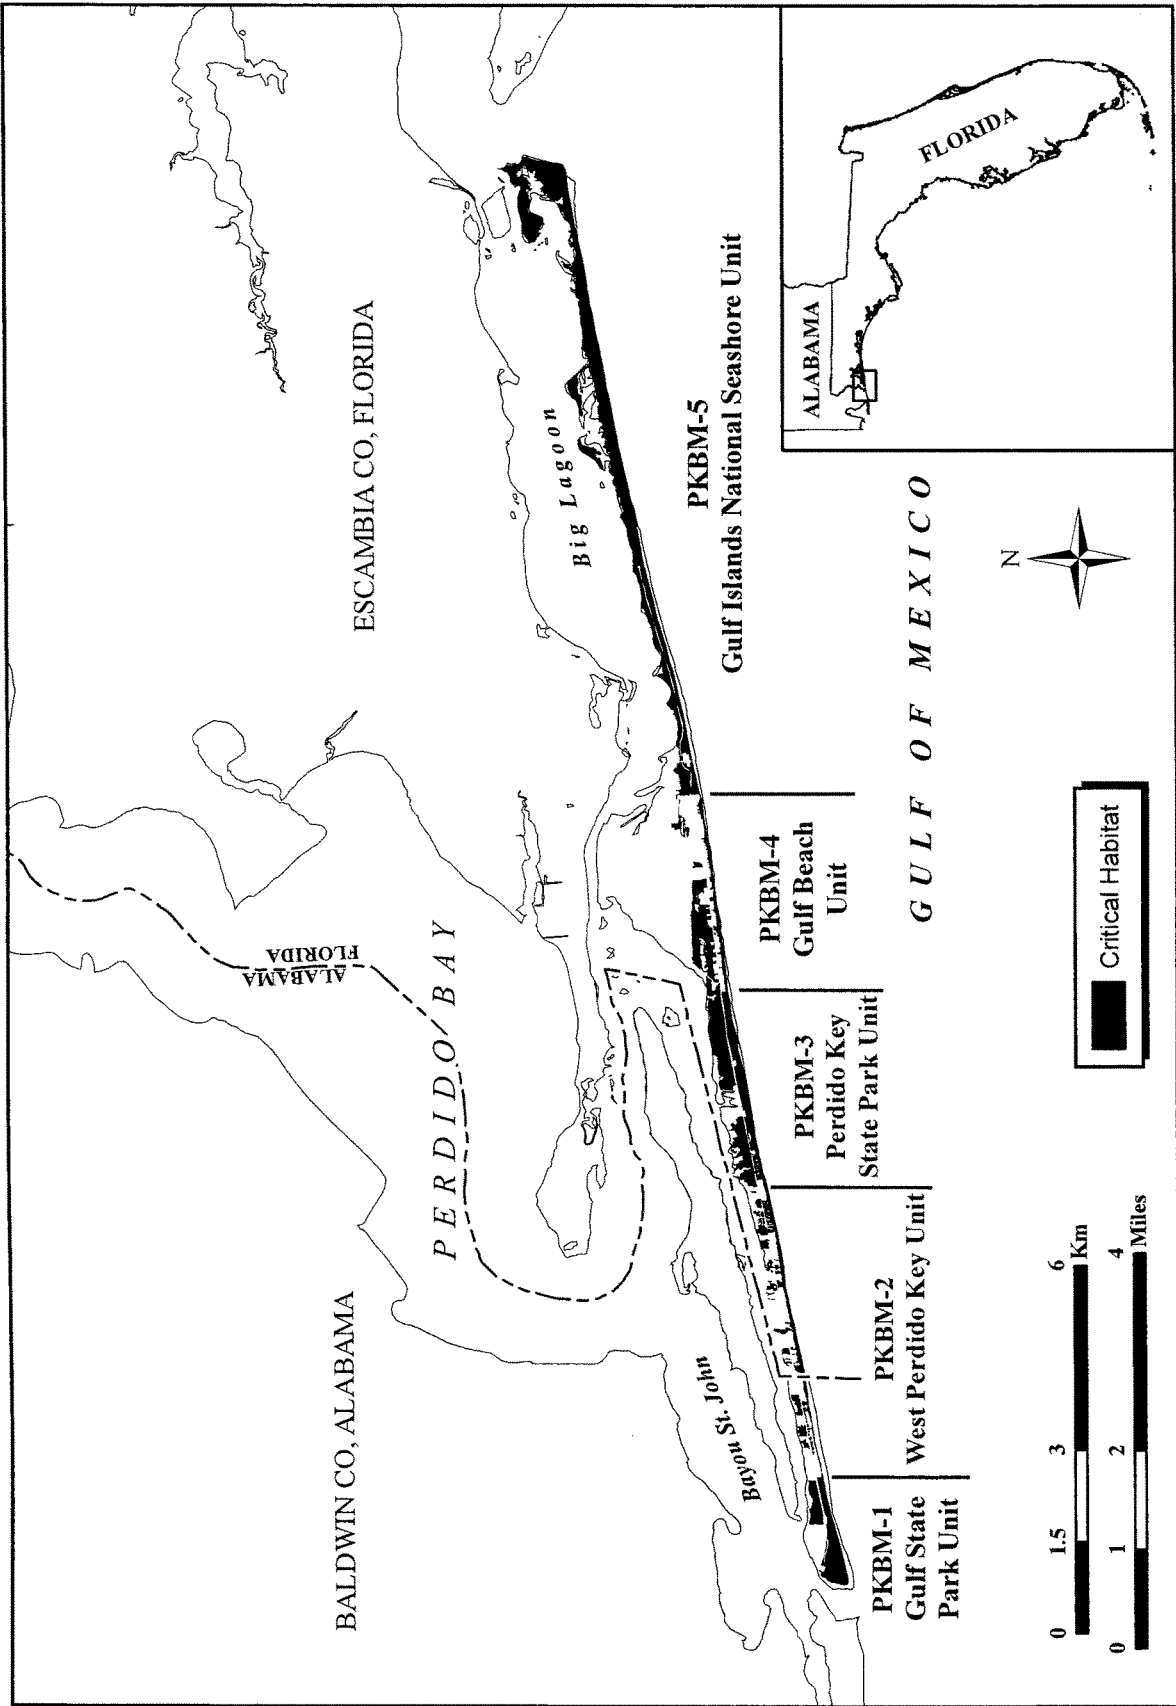 BALDWIN CO, ALABAMA
ESCAMBIA CO, FLORIDA
ALABAMA
FLORIDA
PERDIDO BAY
Big Lagoon
Bayou St. John
PKBM-1
Gulf State
Park Unit
PKBM-2
West Perdido Key Unit
PKBM-3
Perdido Key
State Park Unit
PKBM-4
Gulf Beach
Unit
PKBM-5
Gulf Islands National Seashore Unit
GULF OF MEXICO
0 1.5 3 6
Km
0 1 2 4
Miles
Critical Habitat
N
ALABAMA
FLORIDA